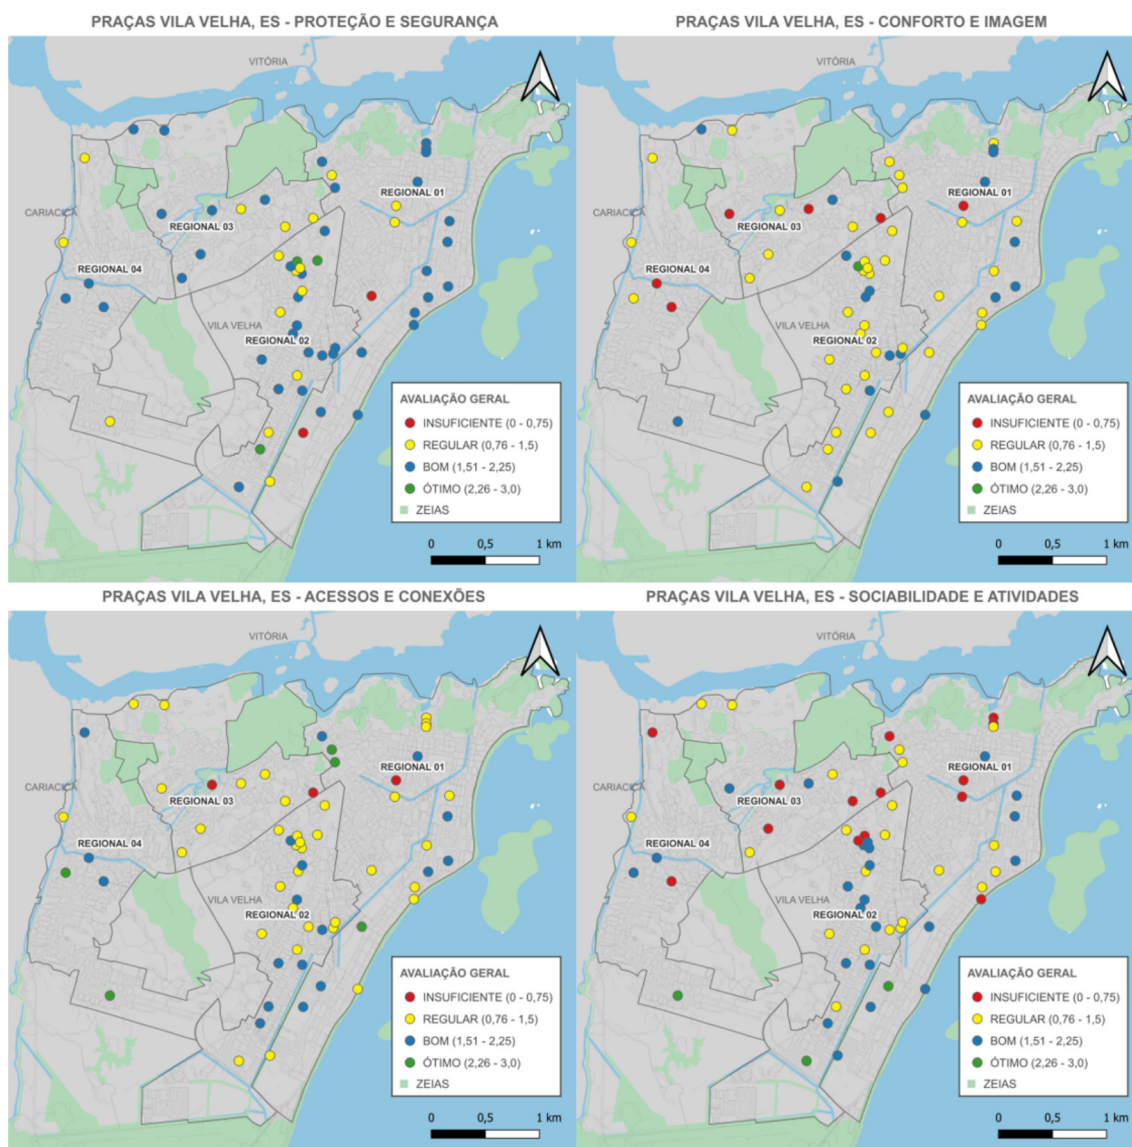 PRAÇAS VILA VELHA, ES - PROTEÇÃO E SEGURANÇA
VITÓRIA
CARIACICA
REGIONAL 01
REGIONAL 03
REGIONAL 04
VILA VELHA
REGIONAL 02
AVALIAÇÃO GERAL
INSUFICIENTE (0 - 0,75)
REGULAR (0,76 - 1,5)
BOM (1,51 - 2,25)
ÓTIMO (2,26 - 3,0)
ZEIAS
0 0,5 1 km
PRAÇAS VILA VELHA, ES - CONFORTO E IMAGEM
VITÓRIA
CARIACICA
REGIONAL 01
REGIONAL 03
REGIONAL 04
VILA VELHA
REGIONAL 02
AVALIAÇÃO GERAL
INSUFICIENTE (0 - 0,75)
REGULAR (0,76 - 1,5)
BOM (1,51 - 2,25)
ÓTIMO (2,26 - 3,0)
ZEIAS
0 0,5 1 km
PRAÇAS VILA VELHA, ES - ACESSOS E CONEXÕES
VITÓRIA
CARIACICA
REGIONAL 01
REGIONAL 03
REGIONAL 04
VILA VELHA
REGIONAL 02
AVALIAÇÃO GERAL
INSUFICIENTE (0 - 0,75)
REGULAR (0,76 - 1,5)
BOM (1,51 - 2,25)
ÓTIMO (2,26 - 3,0)
ZEIAS
0 0,5 1 km
PRAÇAS VILA VELHA, ES - SOCIABILIDADE E ATIVIDADES
VITÓRIA
CARIACICA
REGIONAL 01
REGIONAL 03
REGIONAL 04
VILA VELHA
REGIONAL 02
AVALIAÇÃO GERAL
INSUFICIENTE (0 - 0,75)
REGULAR (0,76 - 1,5)
BOM (1,51 - 2,25)
ÓTIMO (2,26 - 3,0)
ZEIAS
0 0,5 1 km